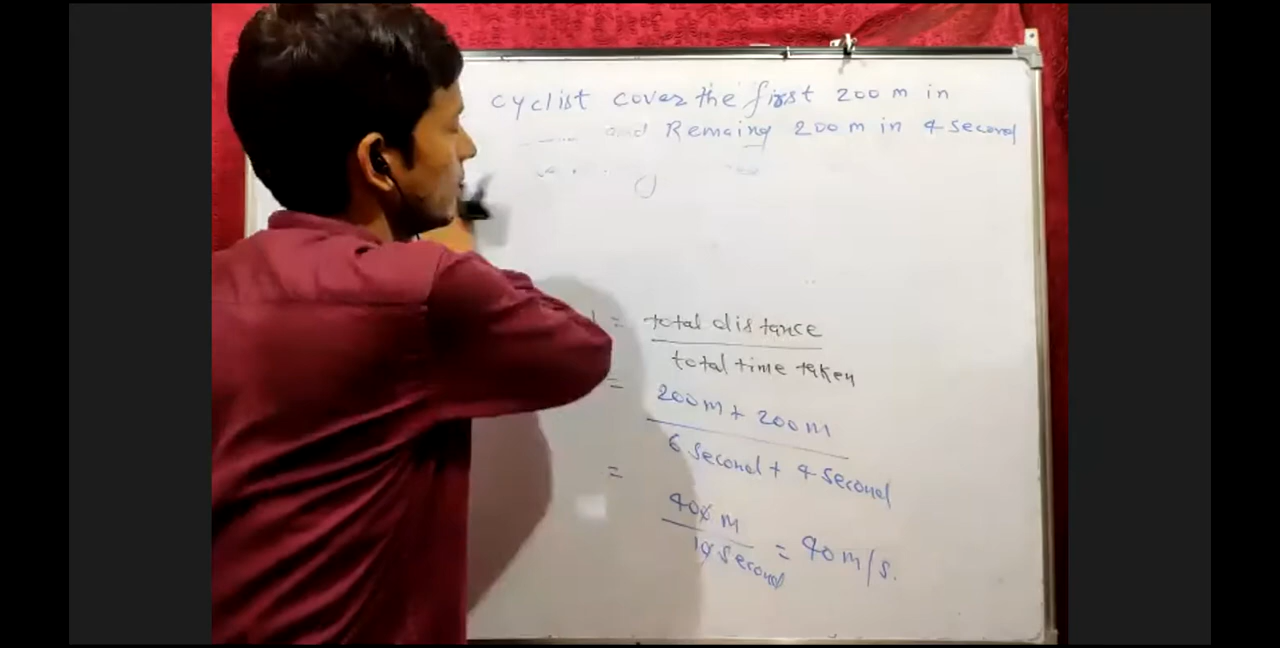 cyclist cover the first 200 m in
and Remaing 200 m in 4 second
= total distance
total time taken
= 200 m + 200 m
6 second + 4 second
= 400 m
10 second = 40 m/s.